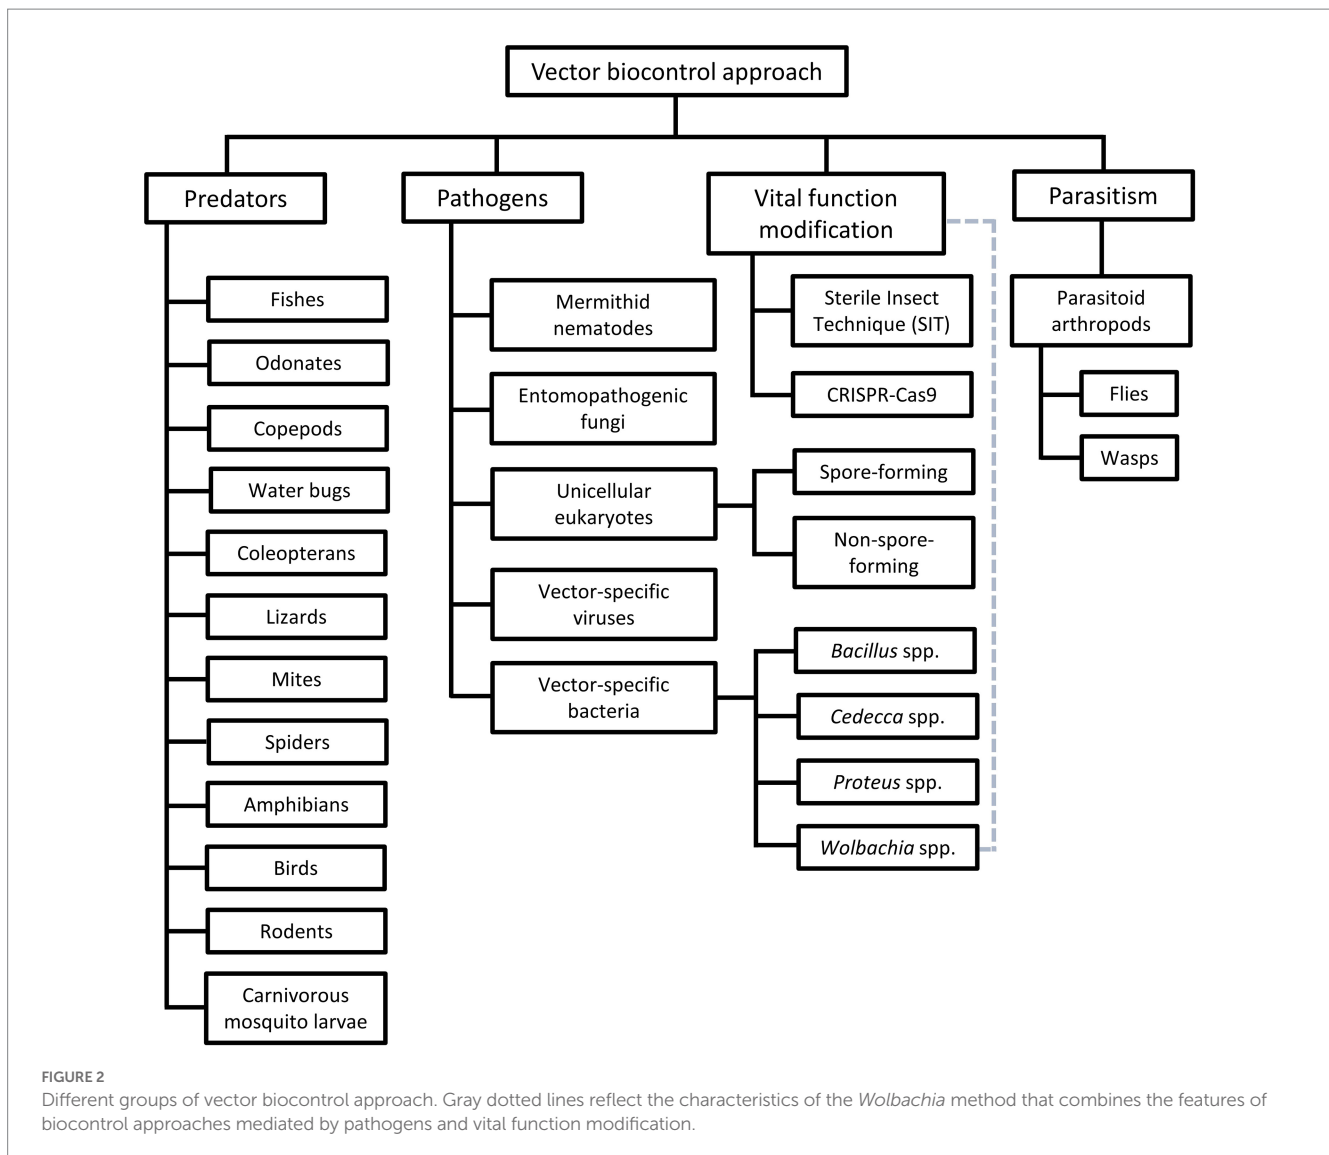 Vector biocontrol approach
Predators
Fishes
Odonates
Copepods
Water bugs
Coleopterans
Lizards
Mites
Spiders
Amphibians
Birds
Rodents
Carnivorous
mosquito larvae
Pathogens
Mermithid
nematodes
Entomopathogenic
fungi
Unicellular
eukaryotes
Spore-forming
Non-spore-
forming
Vector-specific
viruses
Vector-specific
bacteria
Bacillus spp.
Cedecca spp.
Proteus spp.
Wolbachia spp.
Vital function
modification
Sterile Insect
Technique (SIT)
CRISPR-Cas9
Parasitism
Parasitoid
arthropods
Flies
Wasps
FIGURE 2
Different groups of vector biocontrol approach. Gray dotted lines reflect the characteristics of the Wolbachia method that combines the features of
biocontrol approaches mediated by pathogens and vital function modification.